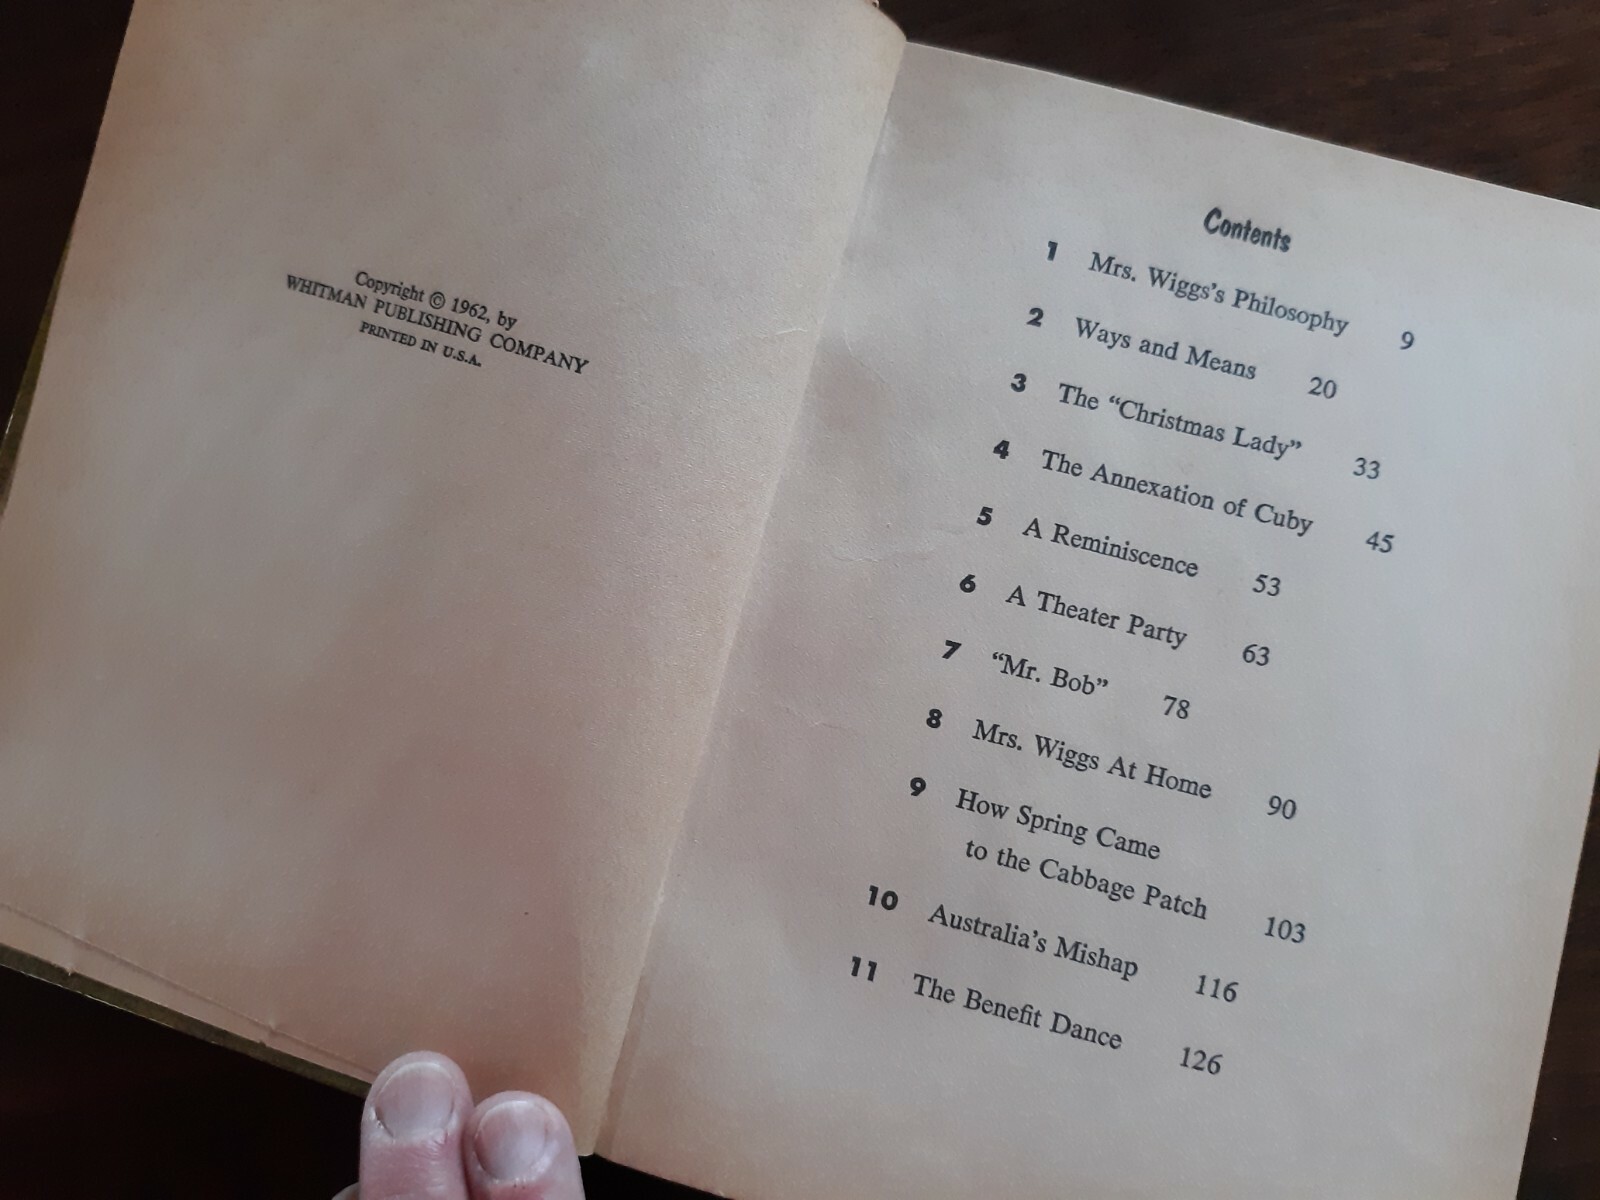 Copyright © 1962, by
WHITMAN PUBLISHING COMPANY
PRINTED IN U.S.A.
Contents
1 Mrs. Wiggs's Philosophy 9
2 Ways and Means 20
3 The “Christmas Lady” 33
4 The Annexation of Cuby 45
5 A Reminiscence 53
6 A Theater Party 63
7 “Mr. Bob” 78
8 Mrs. Wiggs At Home 90
9 How Spring Came
to the Cabbage Patch 103
10 Australia's Mishap 116
11 The Benefit Dance 126